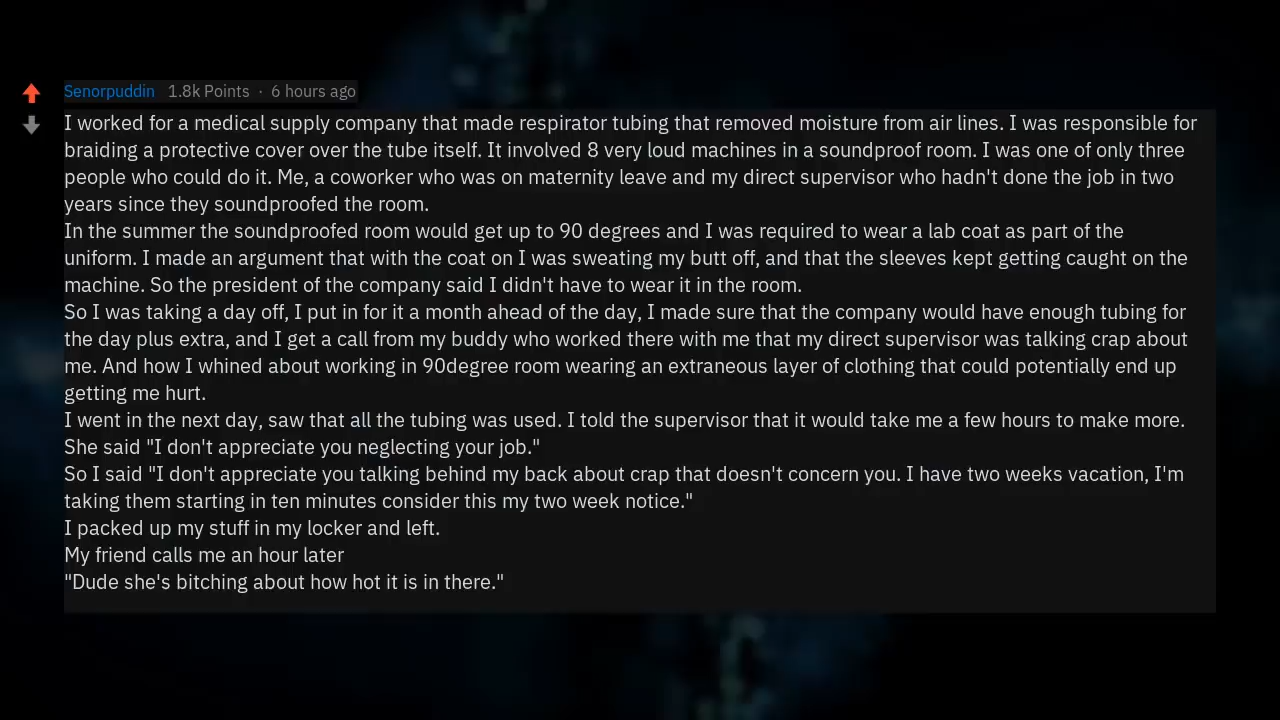 Senorpuddin 1.8k Points · 6 hours ago
I worked for a medical supply company that made respirator tubing that removed moisture from air lines. I was responsible for
braiding a protective cover over the tube itself. It involved 8 very loud machines in a soundproof room. I was one of only three
people who could do it. Me, a coworker who was on maternity leave and my direct supervisor who hadn't done the job in two
years since they soundproofed the room.
In the summer the soundproofed room would get up to 90 degrees and I was required to wear a lab coat as part of the
uniform. I made an argument that with the coat on I was sweating my butt off, and that the sleeves kept getting caught on the
machine. So the president of the company said I didn't have to wear it in the room.
So I was taking a day off, I put in for it a month ahead of the day, I made sure that the company would have enough tubing for
the day plus extra, and I get a call from my buddy who worked there with me that my direct supervisor was talking crap about
me. And how I whined about working in 90degree room wearing an extraneous layer of clothing that could potentially end up
getting me hurt.
I went in the next day, saw that all the tubing was used. I told the supervisor that it would take me a few hours to make more.
She said "I don't appreciate you neglecting your job."
So I said "I don't appreciate you talking behind my back about crap that doesn't concern you. I have two weeks vacation, I'm
taking them starting in ten minutes consider this my two week notice."
I packed up my stuff in my locker and left.
My friend calls me an hour later
"Dude she's bitching about how hot it is in there."